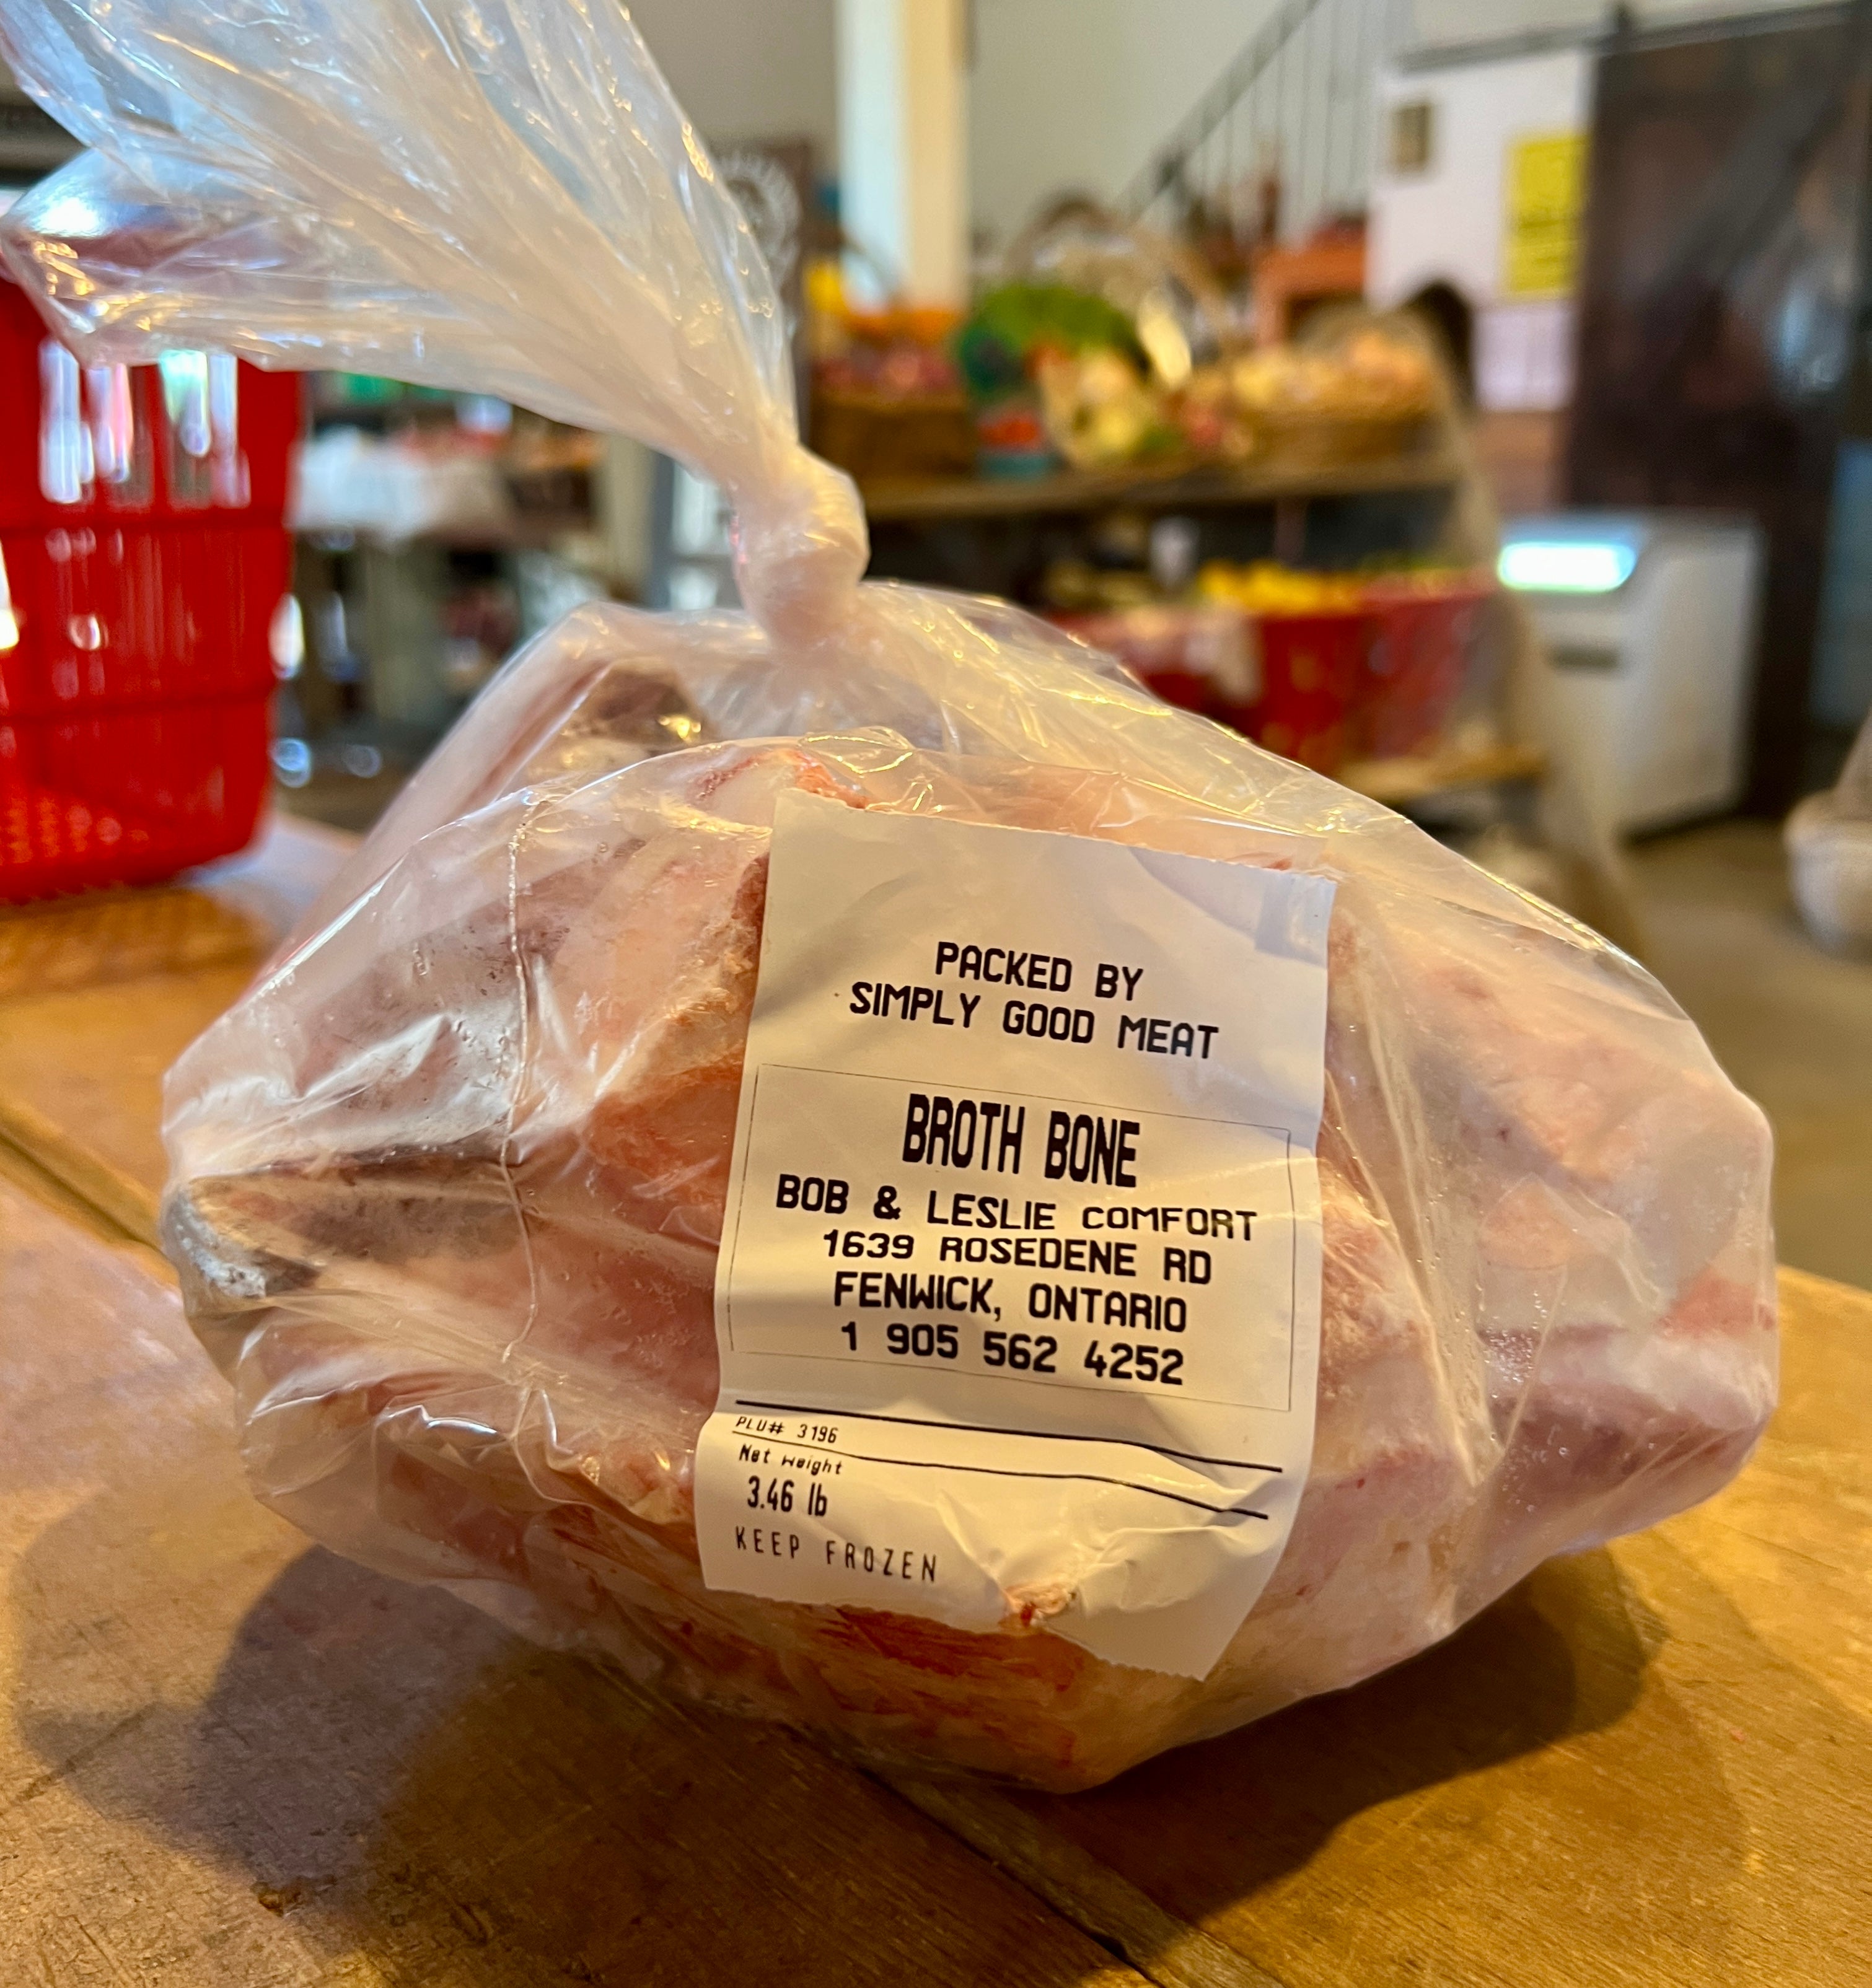 PACKED BY
SIMPLY GOOD MEAT
BROTH BONE
BOB & LESLIE COMFORT
1639 ROSEDENE RD
FENWICK, ONTARIO
1 905 562 4252
PLU# 3196
Net Weight
3.46 lb
KEEP FROZEN